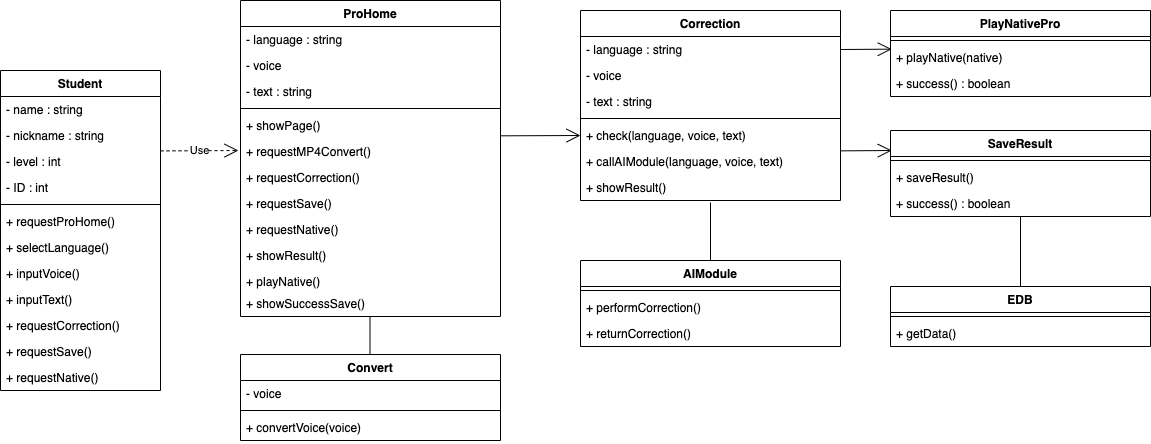 Student
- name : string
- nickname : string
- level : int
- ID : int
+ requestProHome()
+ selectLanguage()
+ inputVoice()
+ inputText()
+ requestCorrection()
+ requestSave()
+ requestNative()
Use
ProHome
- language : string
- voice
- text : string
+ showPage()
+ requestMP4Convert()
+ requestCorrection()
+ requestSave()
+ requestNative()
+ showResult()
+ playNative()
+ showSuccessSave()
Convert
- voice
+ convertVoice(voice)
Correction
- language : string
- voice
- text : string
+ check(language, voice, text)
+ callAIModule(language, voice, text)
+ showResult()
AIModule
+ performCorrection()
+ returnCorrection()
PlayNativePro
+ playNative(native)
+ success() : boolean
SaveResult
+ saveResult()
+ success() : boolean
EDB
+ getData()